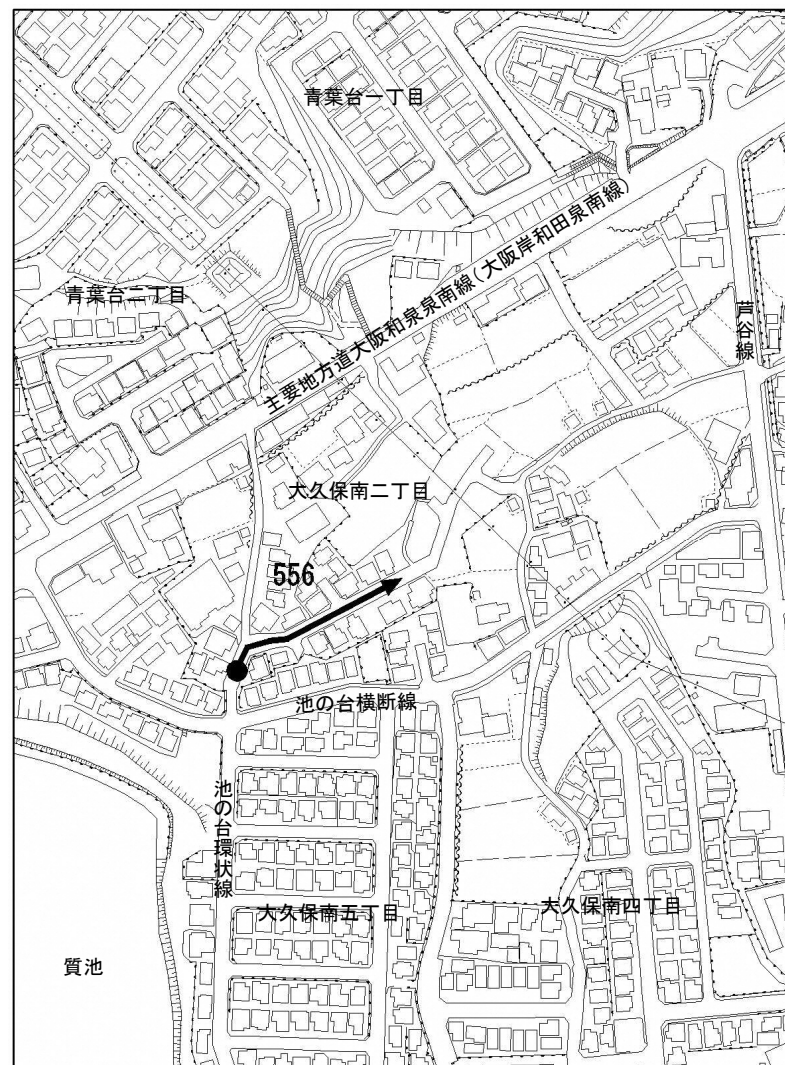 青葉台一丁目
主要地方道大阪和泉泉南線(大阪岸和田泉南線)
青葉台二丁目
芦谷線
大久保南二丁目
556
池の台横断線
池の台環状線
大久保南五丁目
大久保南四丁目
質池